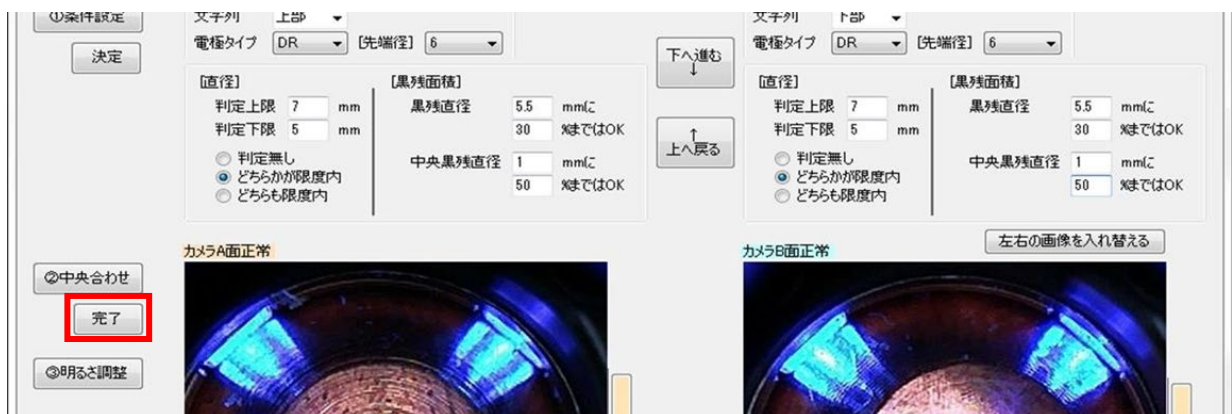 ①条件設定
決定
文字列 上部
電極タイプ DR [先端径] 6
[直径]
判定上限 7 mm
判定下限 5 mm
判定無し
どちらかが限度内
どちらも限度内
[黒残面積]
黒残直径 5.5 mmに
30 %まではOK
中央黒残直径 1 mmに
50 %まではOK
下へ進む
↓
↑
上へ戻る
文字列 下部
電極タイプ DR [先端径] 6
[直径]
判定上限 7 mm
判定下限 5 mm
判定無し
どちらかが限度内
どちらも限度内
[黒残面積]
黒残直径 5.5 mmに
30 %まではOK
中央黒残直径 1 mmに
50 %まではOK
カメラA面正常
カメラB面正常
左右の画像を入れ替える
②中央合わせ
完了
③明るさ調整